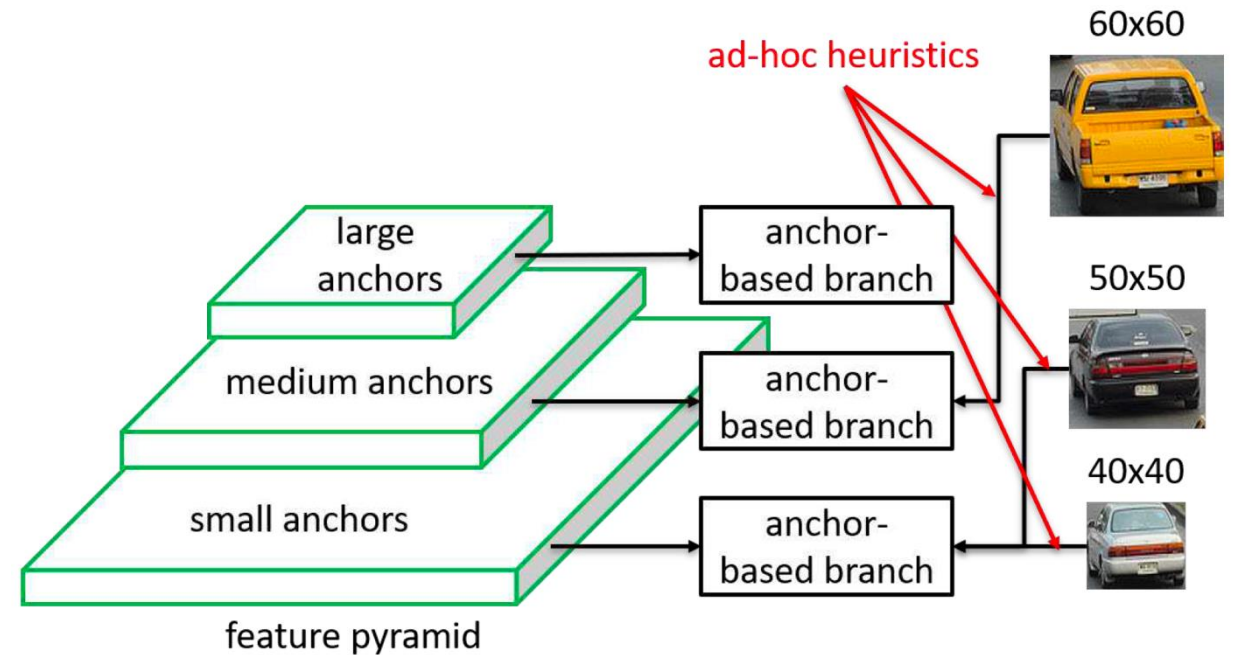 60x60
ad-hoc heuristics
large
anchors
anchor-
based branch
50x50
medium anchors
anchor-
based branch
40x40
small anchors
anchor-
based branch
feature pyramid